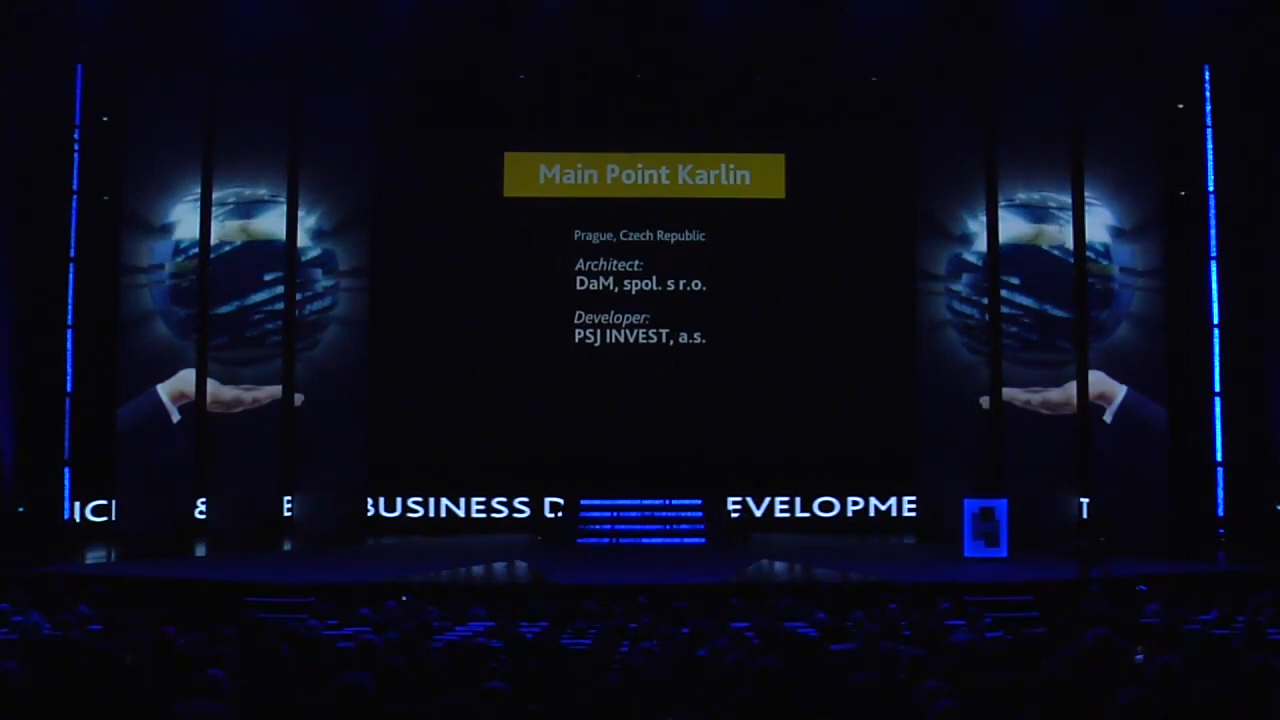 Main Point Karlin
Prague, Czech Republic
Architect:
DaM, spol. s r.o.
Developer:
PSJ INVEST, a.s.
& BUSINESS D EVELOPME T